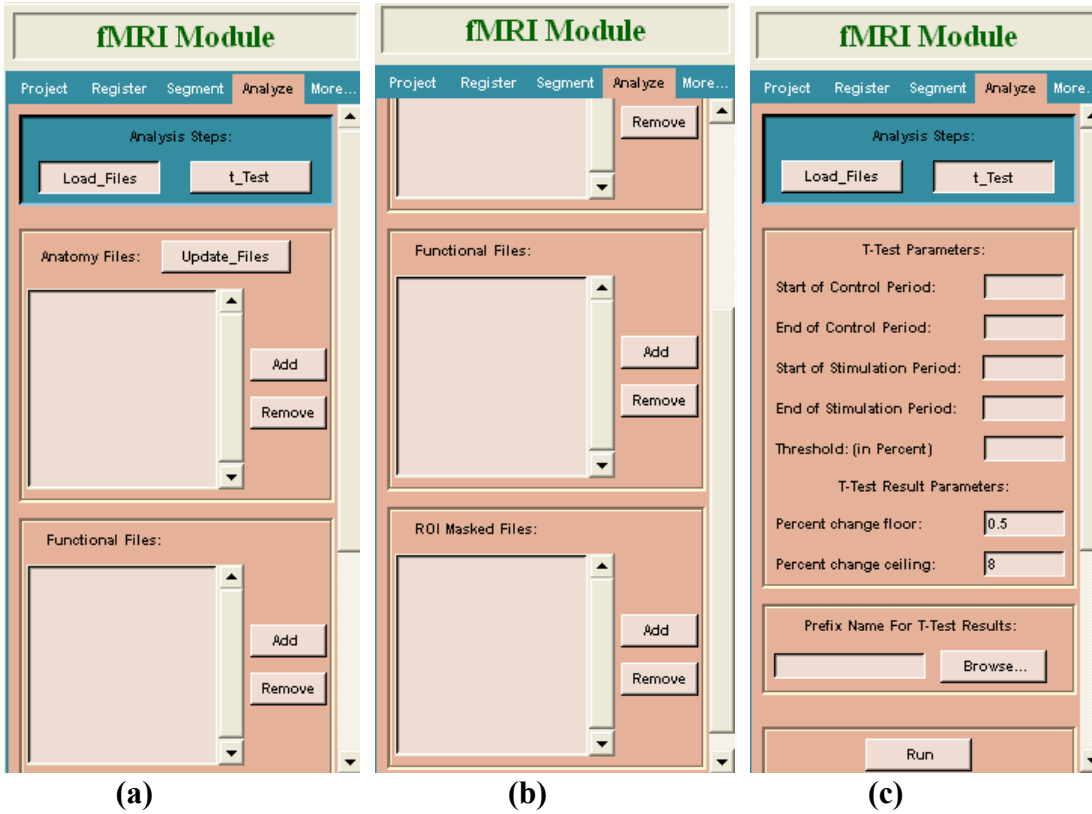 fMRI Module
Project Register Segment Analyze More...
Analysis Steps:
Load_Files t_Test
Anatomy Files: Update_Files
Add
Remove
Functional Files:
Add
Remove
(a)
fMRI Module
Project Register Segment Analyze More...
Remove
Functional Files:
Add
Remove
ROI Masked Files:
Add
Remove
(b)
fMRI Module
Project Register Segment Analyze More.
Analysis Steps:
Load_Files t_Test
T-Test Parameters:
Start of Control Period:
End of Control Period:
Start of Stimulation Period:
End of Stimulation Period:
Threshold: (in Percent)
T-Test Result Parameters:
Percent change floor: 0.5
Percent change ceiling: 8
Prefix Name For T-Test Results:
Browse...
Run
(c)